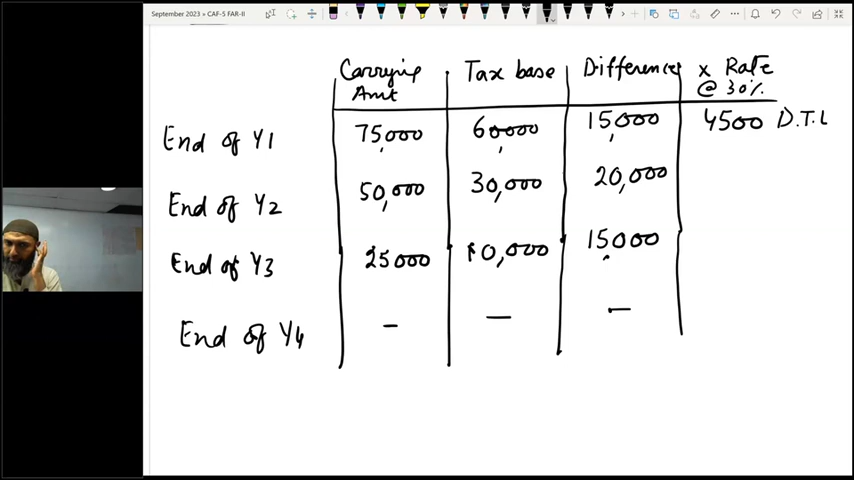 September 2023 » CAF-5 FAR-II
Carrying Amt Tax base Difference x Rate @ 30%
End of Y1 75,000 60,000 15,000 4500 D.T.L
End of Y2 50,000 30,000 20,000
End of Y3 25000 10,000 15,000
End of Y4 — — —